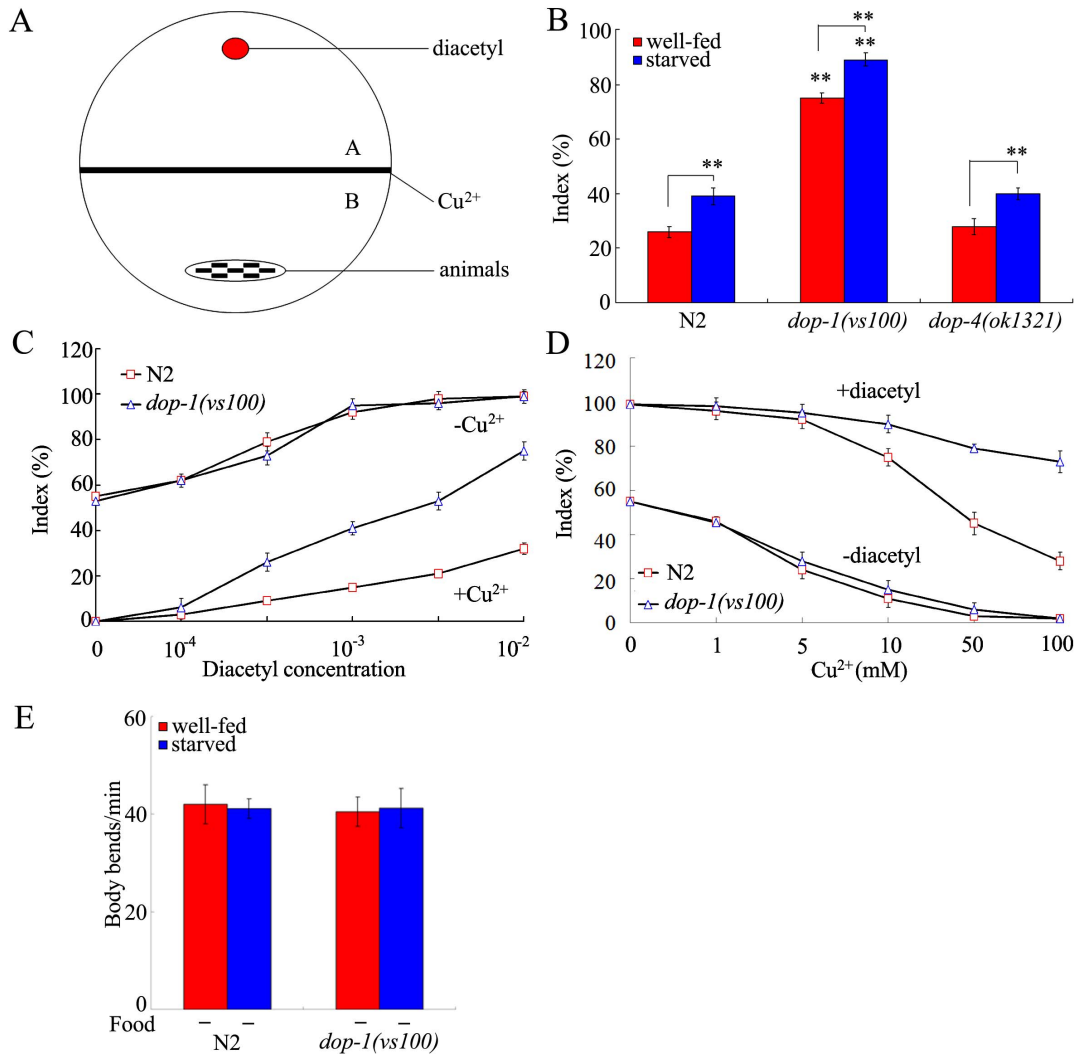 A
diacetyl
A
B
Cu²⁺
animals
B
well-fed
starved
Index (%)
100
80
60
40
20
0
**
**
**
**
**
N2
dop-1(vs100)
dop-4(ok1321)
C
N2
dop-1(vs100)
Index (%)
120
100
80
60
40
20
0
-Cu²⁺
+Cu²⁺
0
10⁻⁴
10⁻³
10⁻²
Diacetyl concentration
D
+diacetyl
-diacetyl
N2
dop-1(vs100)
Index (%)
120
100
80
60
40
20
0
0
1
5
10
50
100
Cu²⁺(mM)
E
well-fed
starved
Body bends/min
60
40
20
0
Food – – – –
N2
dop-1(vs100)